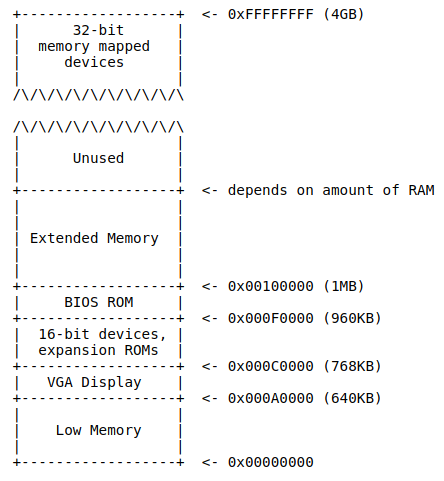 +------------------+  <- 0xFFFFFFFF (4GB)
|      32-bit      |
|  memory mapped   |
|     devices      |
|                  |
/\/\/\/\/\/\/\/\/\/\

/\/\/\/\/\/\/\/\/\/\
|                  |
|      Unused      |
|                  |
+------------------+  <- depends on amount of RAM
|                  |
|                  |
| Extended Memory  |
|                  |
|                  |
+------------------+  <- 0x00100000 (1MB)
|     BIOS ROM     |
+------------------+  <- 0x000F0000 (960KB)
|  16-bit devices, |
|  expansion ROMs  |
+------------------+  <- 0x000C0000 (768KB)
|   VGA Display    |
+------------------+  <- 0x000A0000 (640KB)
|                  |
|    Low Memory    |
|                  |
+------------------+  <- 0x00000000